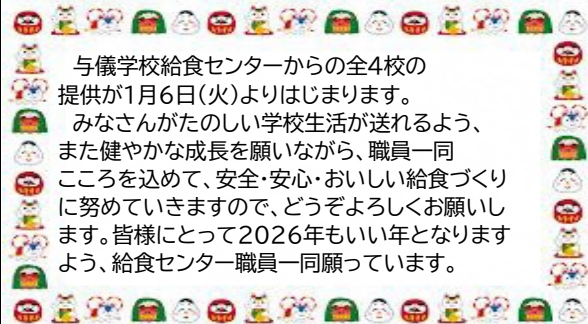 与儀学校給食センターからの全4校の
提供が1月6日(火)よりはじまります。
みなさんがたのしい学校生活が送れるよう、
また健やかな成長を願いながら、職員一同
こころを込めて、安全・安心・おいしい給食づくり
に努めていきますので、どうぞよろしくお願いし
ます。皆様にとって2026年もいい年となります
よう、給食センター職員一同願っています。